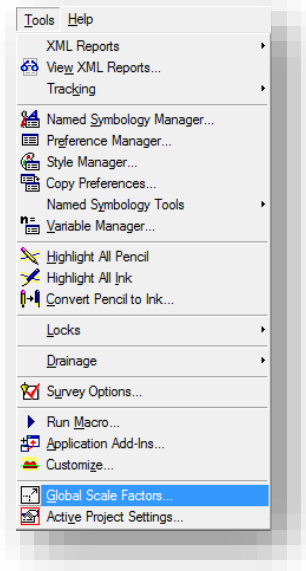 Tools Help
XML Reports
View XML Reports...
Tracking
Named Symbology Manager...
Preference Manager...
Style Manager...
Copy Preferences...
Named Symbology Tools
Variable Manager...
Highlight All Pencil
Highlight All Ink
Convert Pencil to Ink...
Locks
Drainage
Survey Options...
Run Macro...
Application Add-Ins...
Customize...
Global Scale Factors...
Active Project Settings...